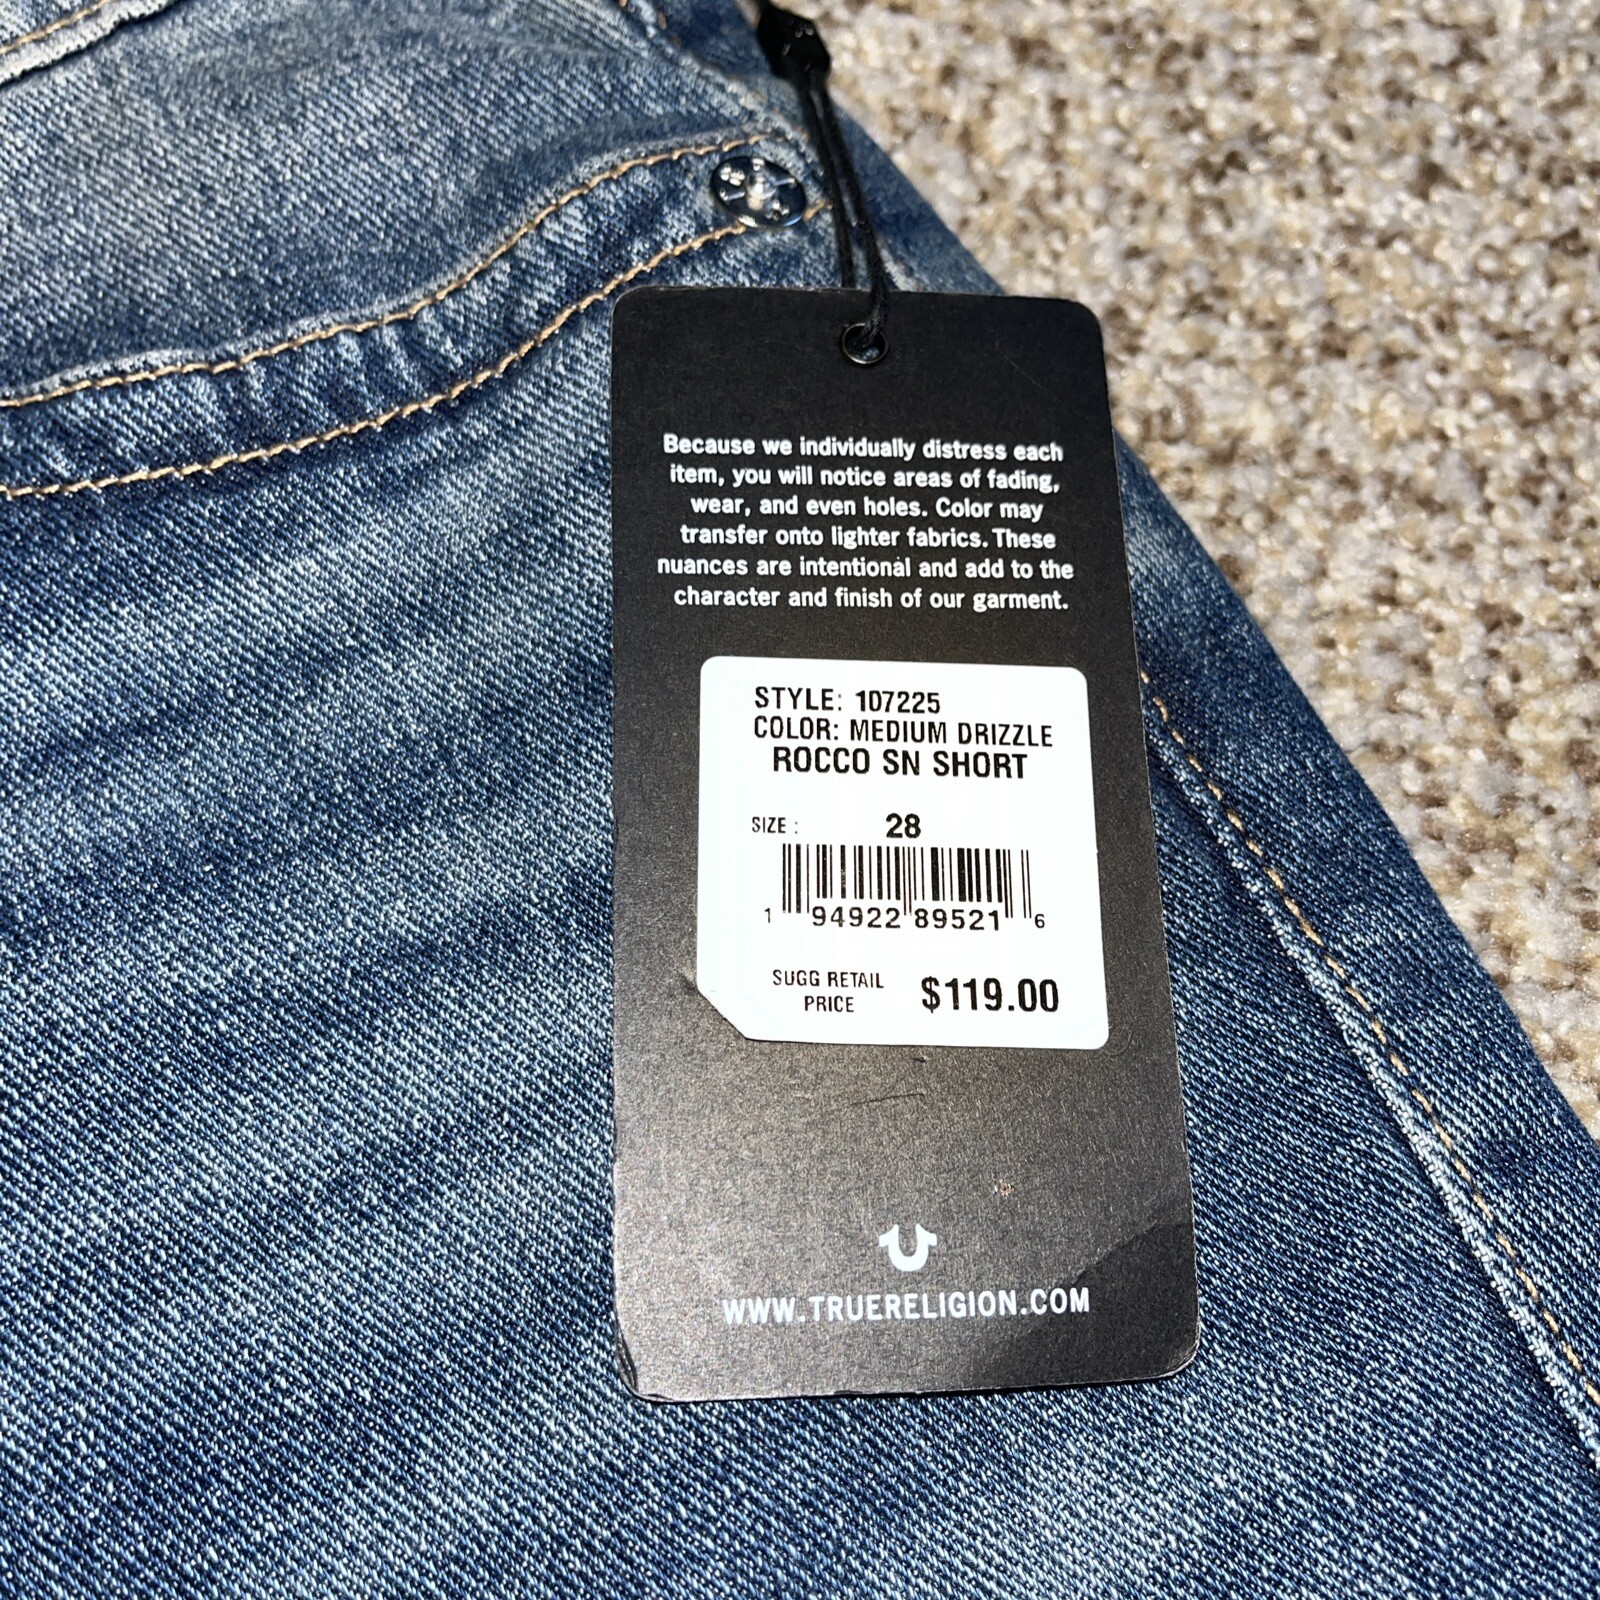 Because we individually distress each
item, you will notice areas of fading,
wear, and even holes. Color may
transfer onto lighter fabrics. These
nuances are intentional and add to the
character and finish of our garment.
STYLE: 107225
COLOR: MEDIUM DRIZZLE
ROCCO SN SHORT
SIZE : 28
1 94922 89521 6
SUGG RETAIL
PRICE $119.00
WWW.TRUERELIGION.COM